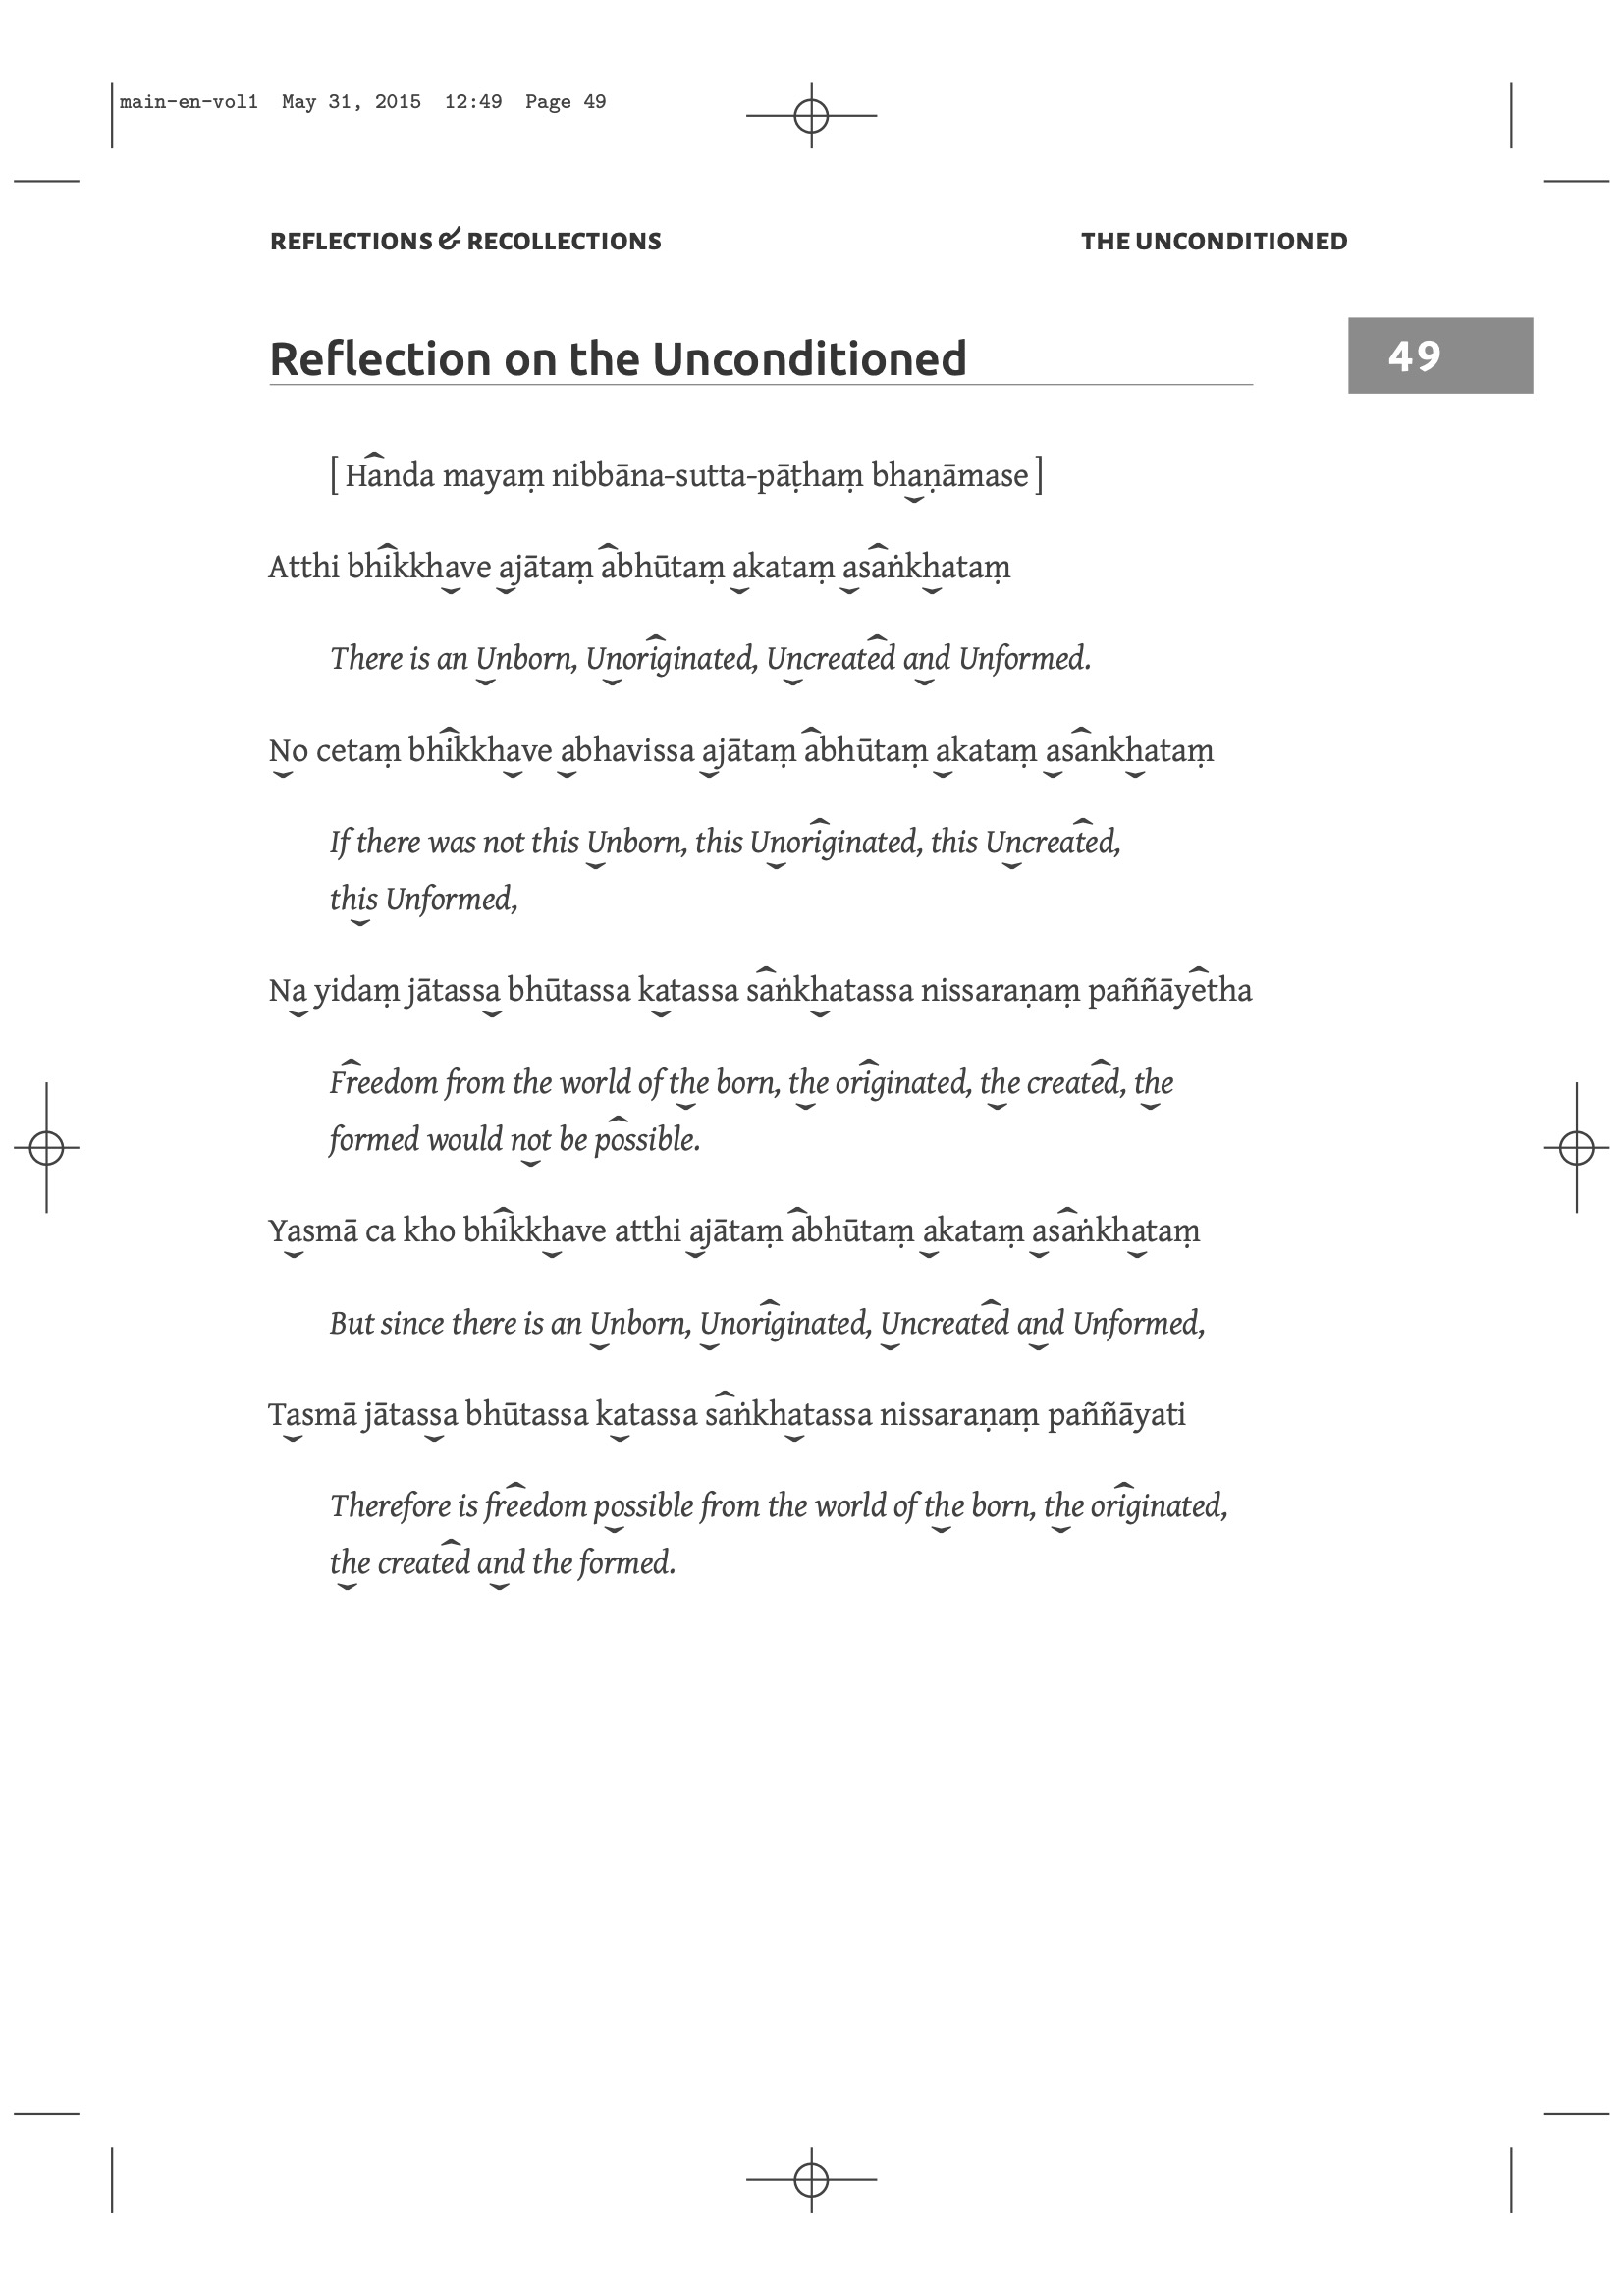 main-en-vol1 May 31, 2015 12:49 Page 49
REFLECTIONS & RECOLLECTIONS THE UNCONDITIONED
Reflection on the Unconditioned 49
[ Handa mayaṃ nibbāna-sutta-pāṭhaṃ bhaṇāmase ]
Atthi bhikkhave ajātaṃ abhūtaṃ akataṃ asaṅkhataṃ
There is an Unborn, Unoriginated, Uncreated and Unformed.
No cetaṃ bhikkhave abhavissa ajātaṃ abhūtaṃ akataṃ asankhataṃ
If there was not this Unborn, this Unoriginated, this Uncreated,
this Unformed,
Na yidaṃ jātassa bhūtassa katassa saṅkhatassa nissaraṇaṃ paññāyetha
Freedom from the world of the born, the originated, the created, the
formed would not be possible.
Yasmā ca kho bhikkhave atthi ajātaṃ abhūtaṃ akataṃ asaṅkhataṃ
But since there is an Unborn, Unoriginated, Uncreated and Unformed,
Tasmā jātassa bhūtassa katassa saṅkhatassa nissaraṇaṃ paññāyati
Therefore is freedom possible from the world of the born, the originated,
the created and the formed.